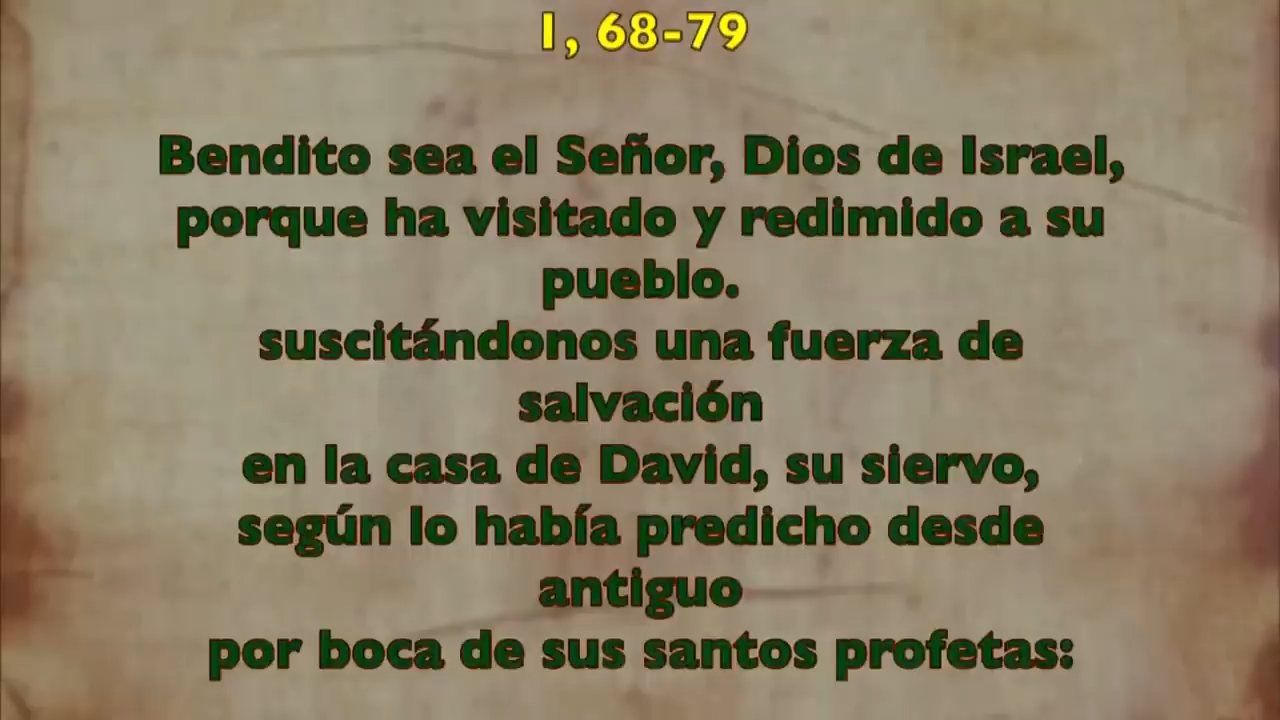 1, 68-79
Bendito sea el Señor, Dios de Israel,
porque ha visitado y redimido a su
pueblo.
suscitándonos una fuerza de
salvación
en la casa de David, su siervo,
según lo había predicho desde
antiguo
por boca de sus santos profetas: